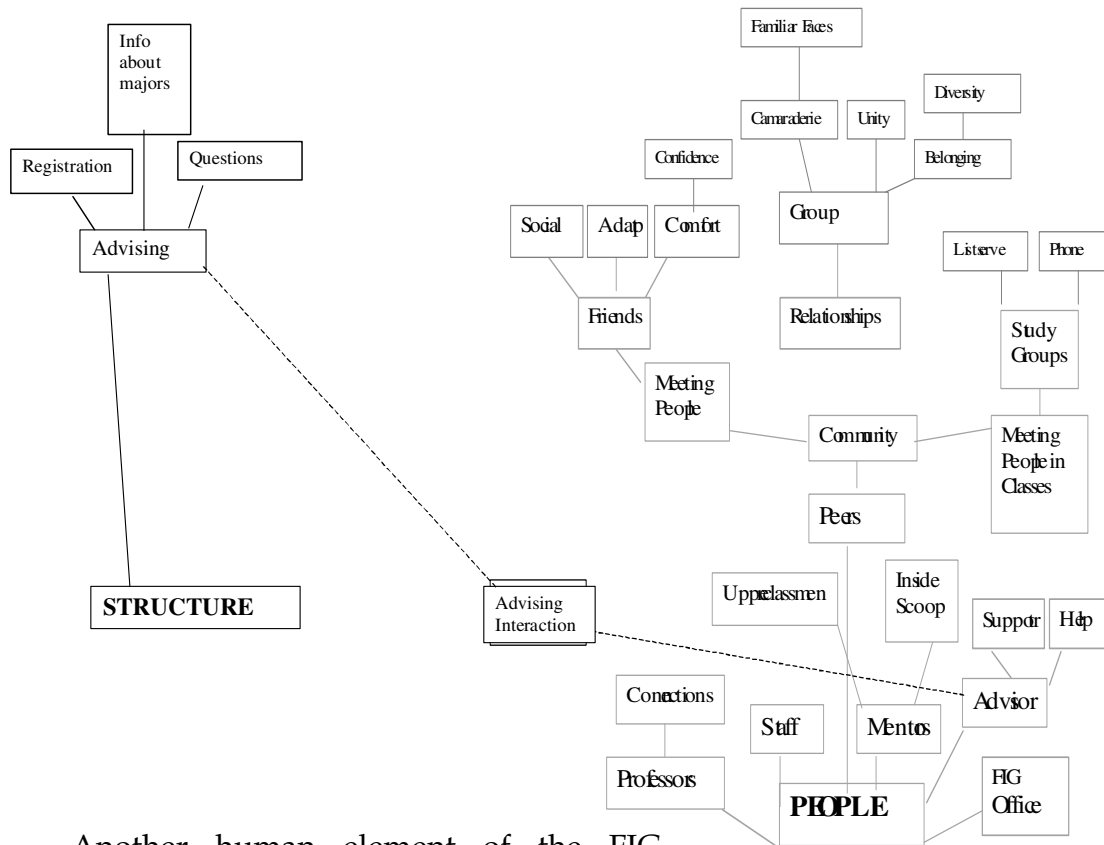 Info
about
majors
Registration
Questions
Advising
STRUCTURE
Advising
Interaction
Familiar Faces
Camaraderie
Unity
Diversity
Belonging
Confidence
Group
Social
Adapt
Comfort
Listserve
Phone
Friends
Relationships
Study
Groups
Meeting
People
Community
Meeting
People in
Classes
Peers
Upperclassmen
Inside
Scoop
Support
Help
Connections
Staff
Mentors
Advisor
Professors
PEOPLE
FIG
Office
Another human element of the FIG